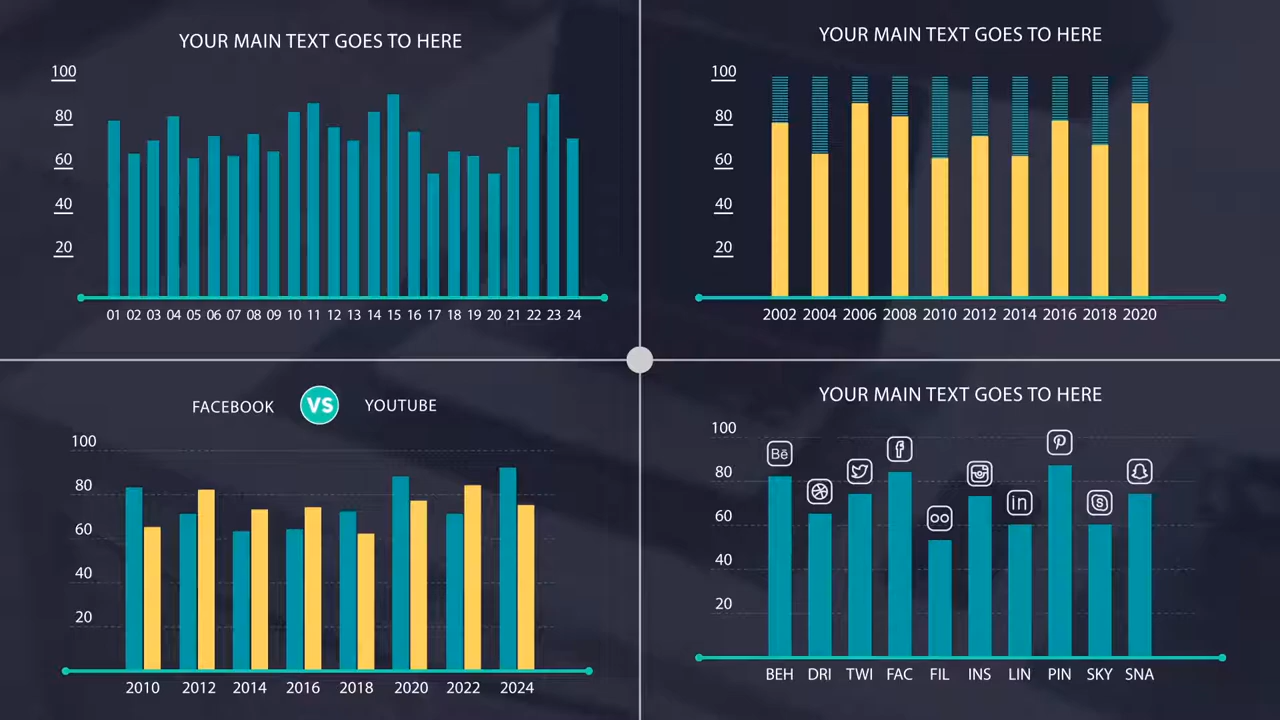 YOUR MAIN TEXT GOES TO HERE
100
80
60
40
20
01 02 03 04 05 06 07 08 09 10 11 12 13 14 15 16 17 18 19 20 21 22 23 24
YOUR MAIN TEXT GOES TO HERE
100
80
60
40
20
2002 2004 2006 2008 2010 2012 2014 2016 2018 2020
FACEBOOK VS YOUTUBE
100
80
60
40
20
2010 2012 2014 2016 2018 2020 2022 2024
YOUR MAIN TEXT GOES TO HERE
100
80
60
40
20
Bē
in
BEH DRI TWI FAC FIL INS LIN PIN SKY SNA